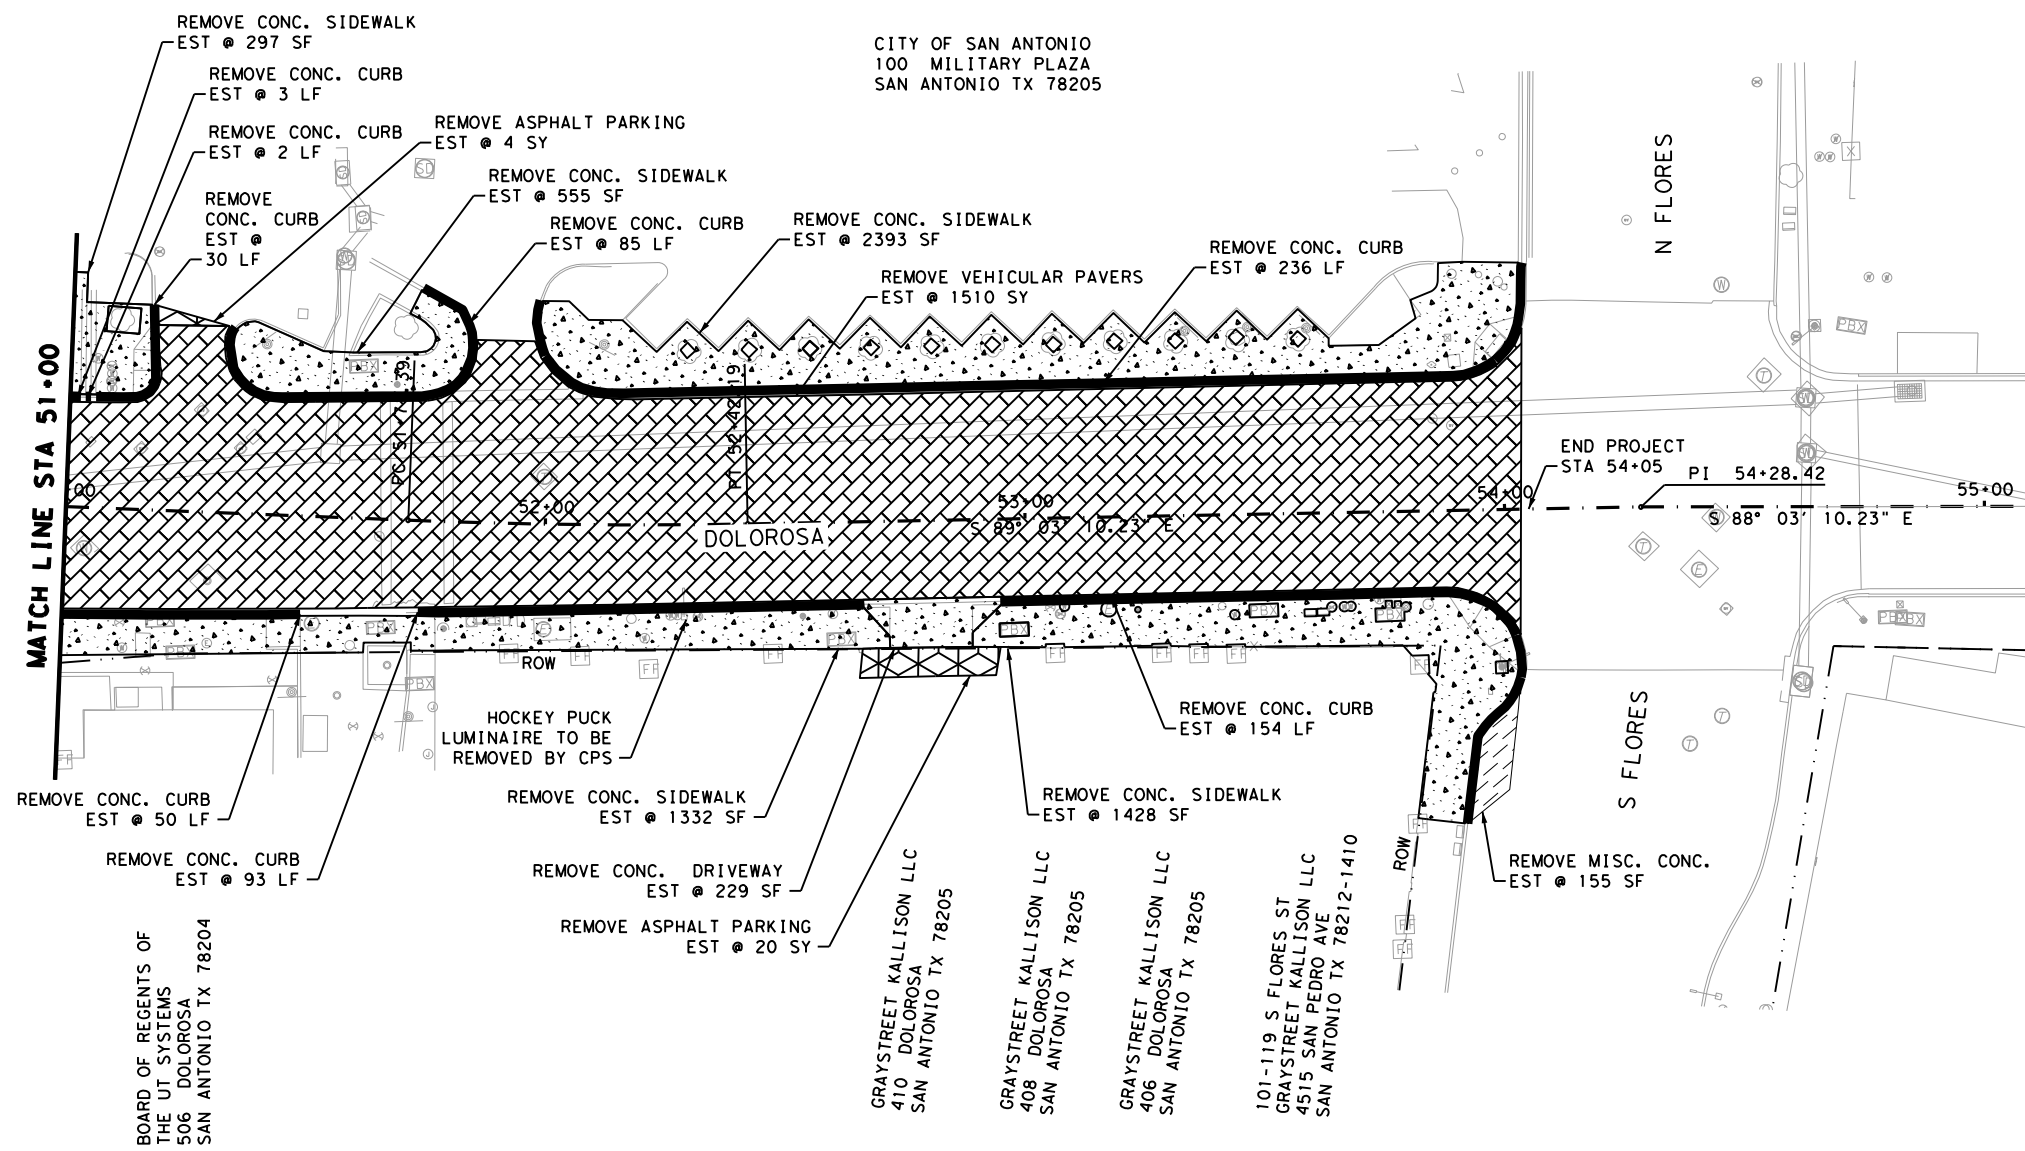 REMOVE CONC. SIDEWALK
EST @ 297 SF
REMOVE CONC. CURB
EST @ 3 LF
REMOVE CONC. CURB
EST @ 2 LF
REMOVE
CONC. CURB
EST @
30 LF
REMOVE ASPHALT PARKING
EST @ 4 SY
REMOVE CONC. SIDEWALK
EST @ 555 SF
REMOVE CONC. CURB
EST @ 85 LF
CITY OF SAN ANTONIO
100 MILITARY PLAZA
SAN ANTONIO TX 78205
REMOVE CONC. SIDEWALK
EST @ 2393 SF
REMOVE VEHICULAR PAVERS
EST @ 1510 SY
REMOVE CONC. CURB
EST @ 236 LF
N FLORES
MATCH LINE STA 51+00
PT 52+42.19
52+00
53+00
54+00
55+00
DOLOROSA
S 89° 03' 10.23" E
END PROJECT
STA 54+05
PI 54+28.42
S 88° 03' 10.23" E
ROW
HOCKEY PUCK
LUMINAIRE TO BE
REMOVED BY CPS
REMOVE CONC. CURB
EST @ 50 LF
REMOVE CONC. CURB
EST @ 93 LF
REMOVE CONC. SIDEWALK
EST @ 1332 SF
REMOVE CONC. DRIVEWAY
EST @ 229 SF
REMOVE ASPHALT PARKING
EST @ 20 SY
REMOVE CONC. CURB
EST @ 154 LF
REMOVE CONC. SIDEWALK
EST @ 1428 SF
S FLORES
ROW
REMOVE MISC. CONC.
EST @ 155 SF
BOARD OF REGENTS OF
THE UT SYSTEMS
506 DOLOROSA
SAN ANTONIO TX 78204
GRAYSTREET KALLISON LLC
410 DOLOROSA
SAN ANTONIO TX 78205
GRAYSTREET KALLISON LLC
408 DOLOROSA
SAN ANTONIO TX 78205
GRAYSTREET KALLISON LLC
406 DOLOROSA
SAN ANTONIO TX 78205
101-119 S FLORES ST
GRAYSTREET KALLISON LLC
4515 SAN PEDRO AVE
SAN ANTONIO TX 78212-1410